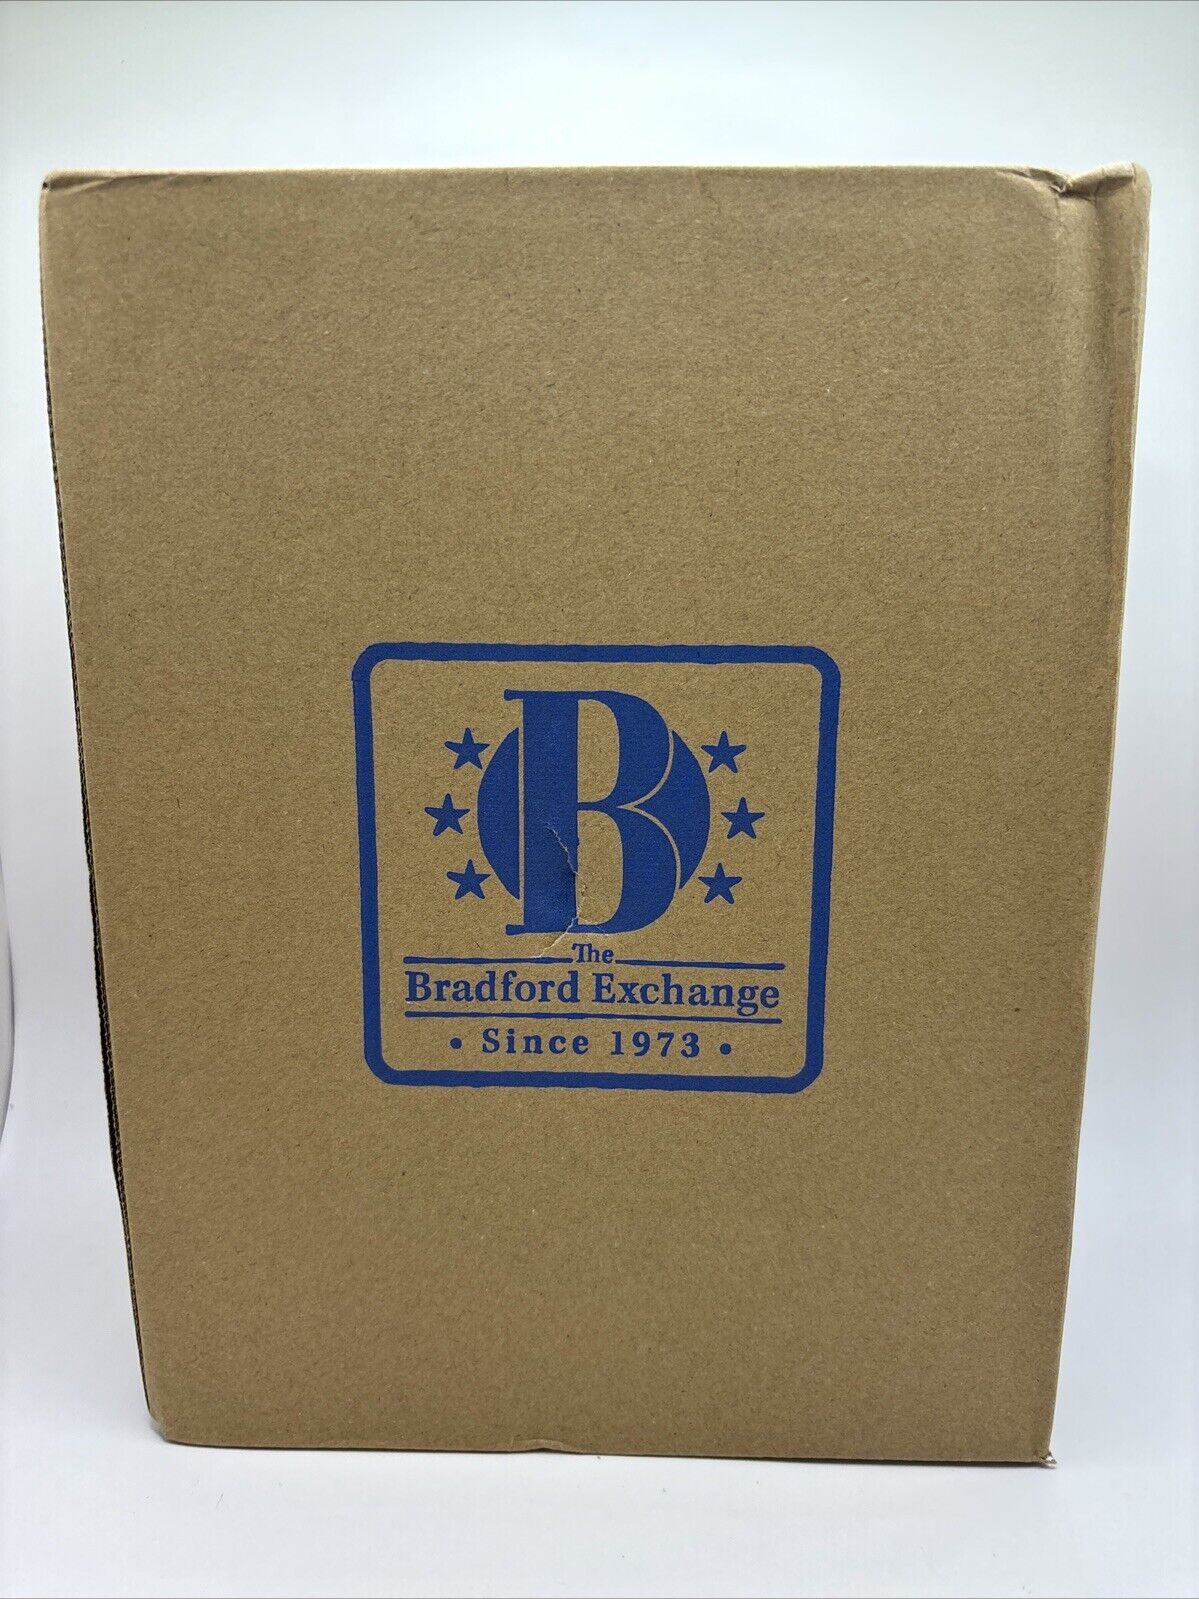 B
The
Bradford Exchange
• Since 1973 •